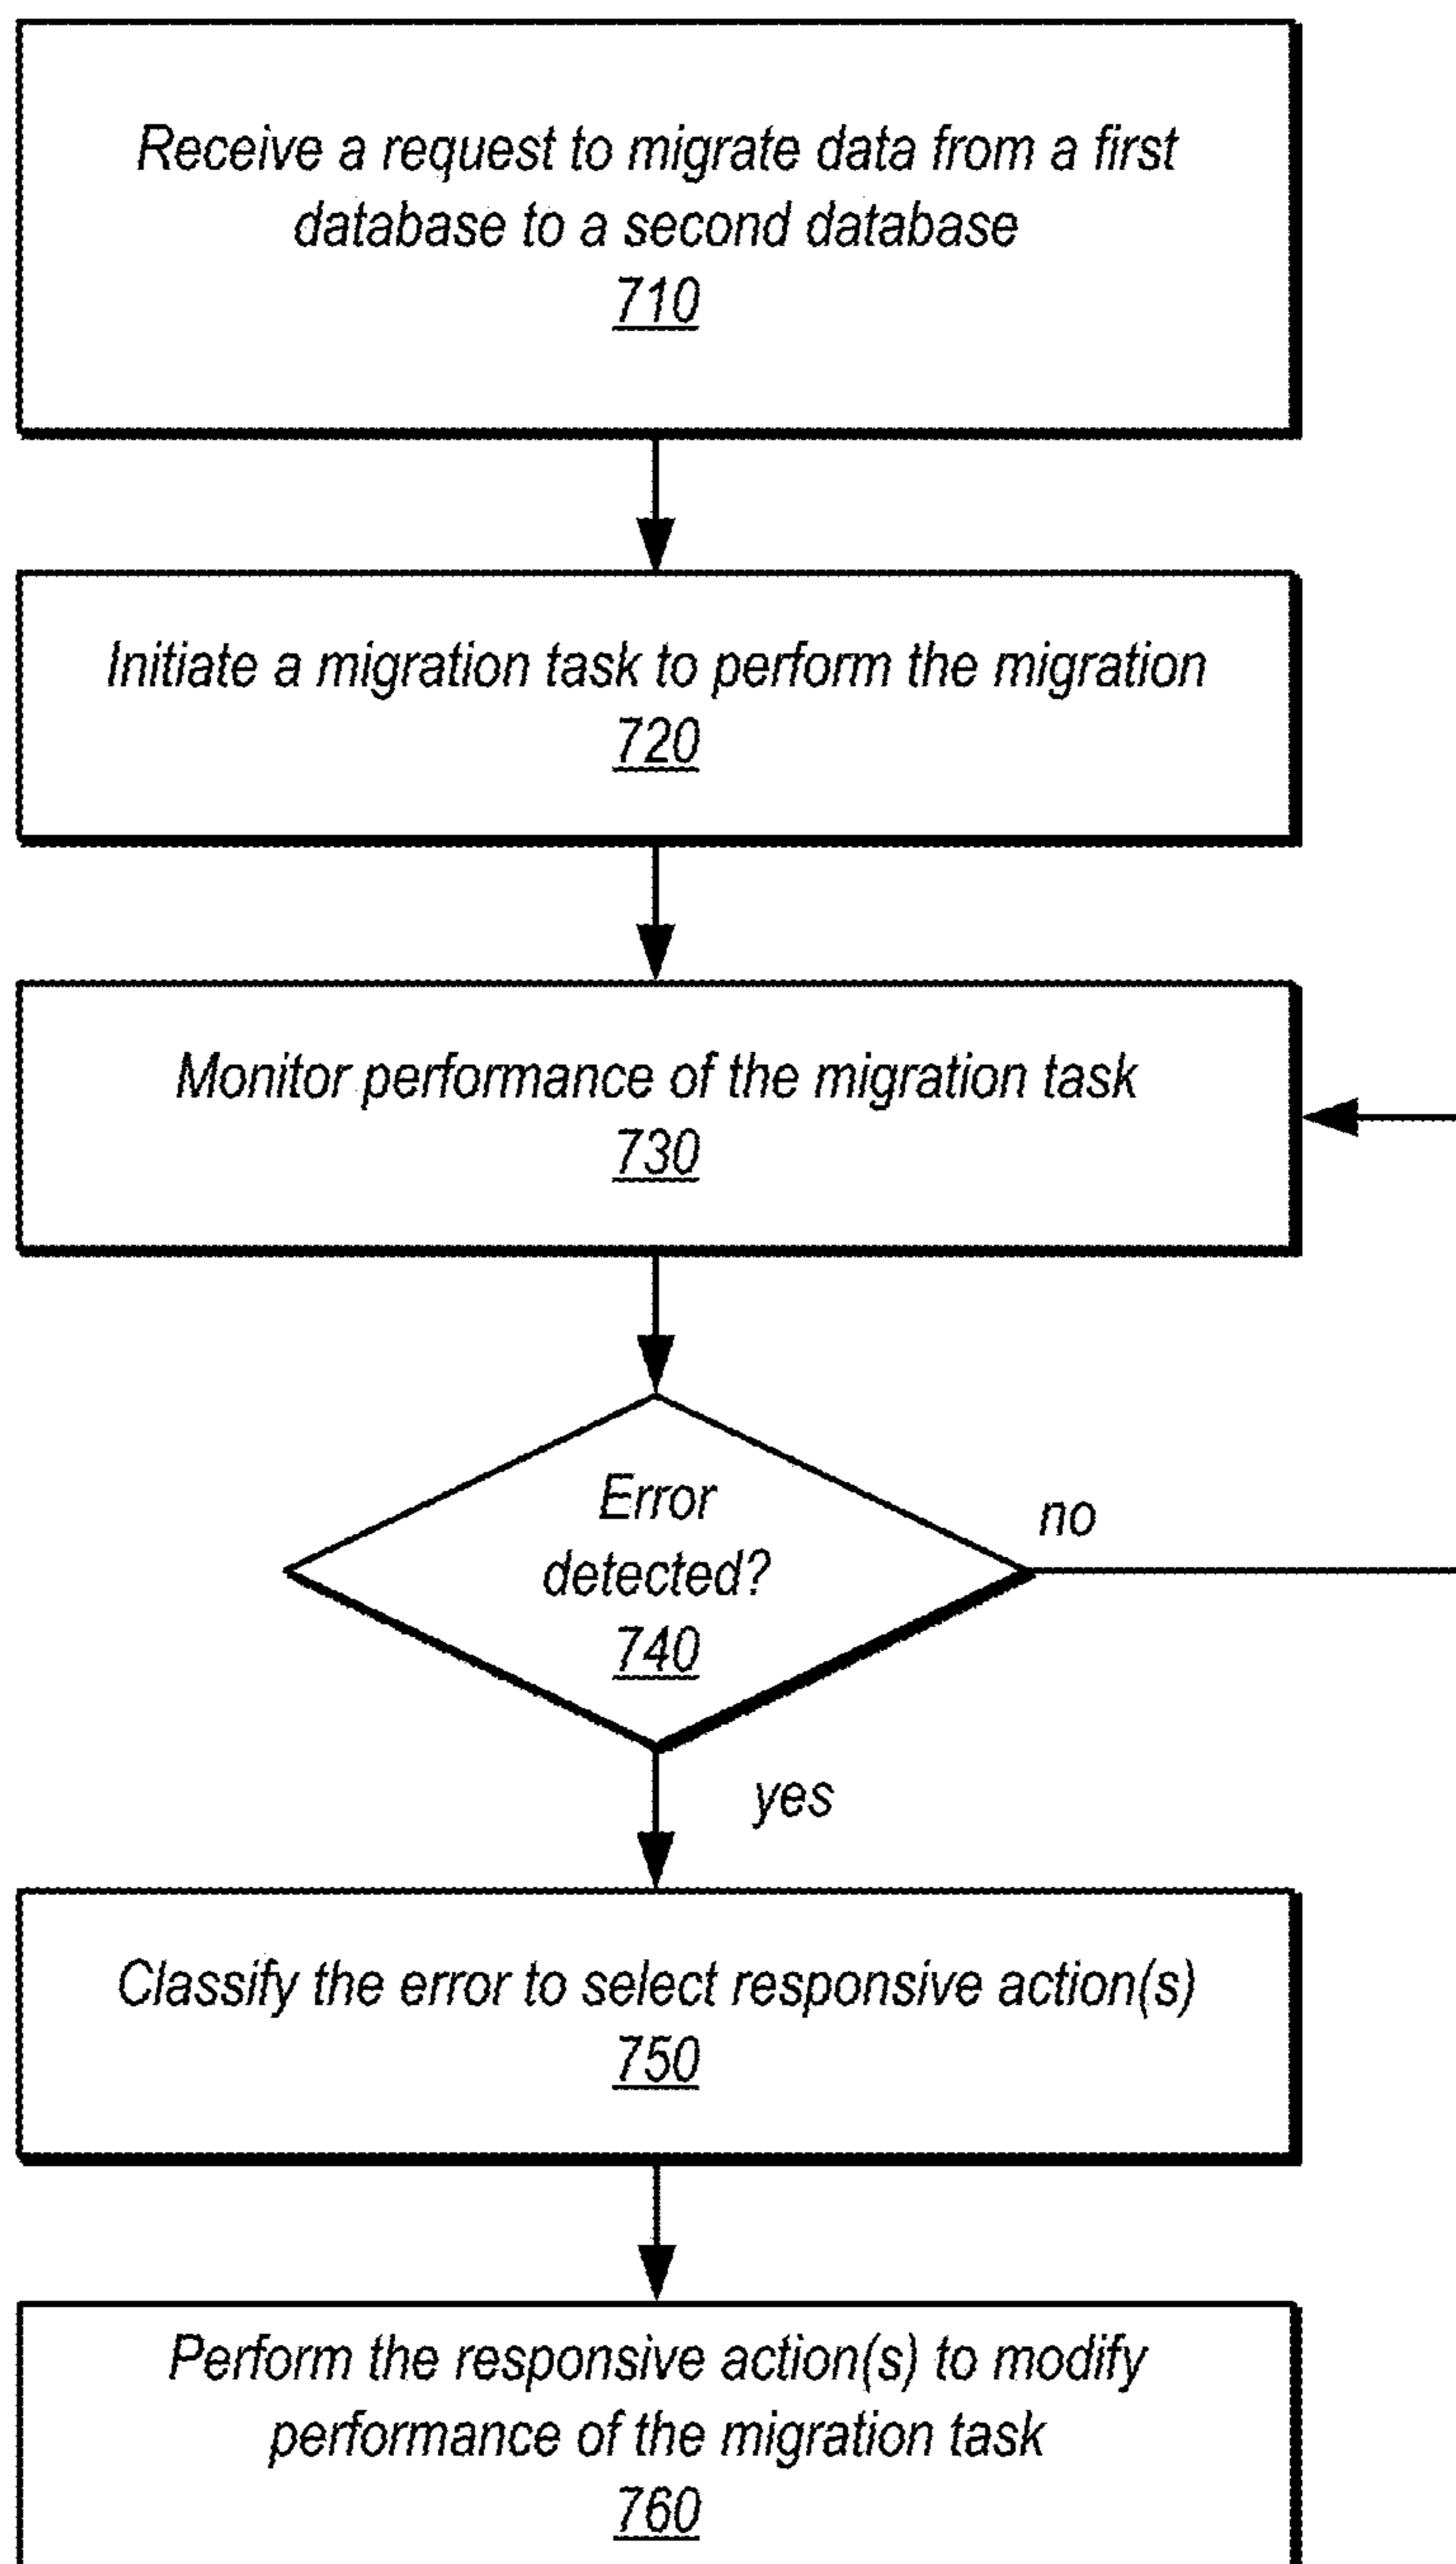 Receive a request to migrate data from a first
database to a second database
710
Initiate a migration task to perform the migration
720
Monitor performance of the migration task
730
Error
detected?
740
no
yes
Classify the error to select responsive action(s)
750
Perform the responsive action(s) to modify
performance of the migration task
760